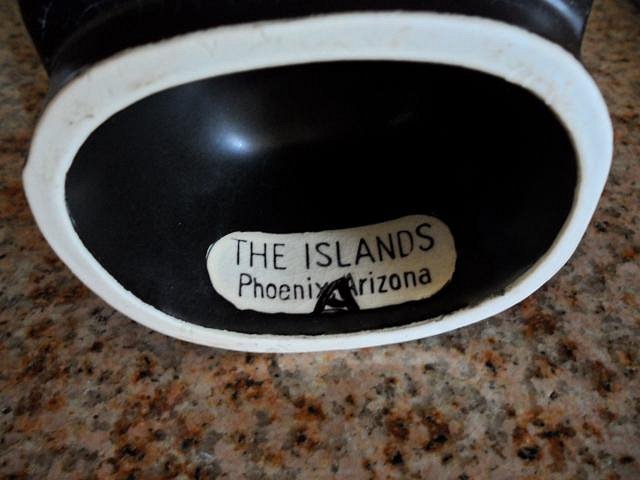 THE ISLANDS
Phoenix Arizona